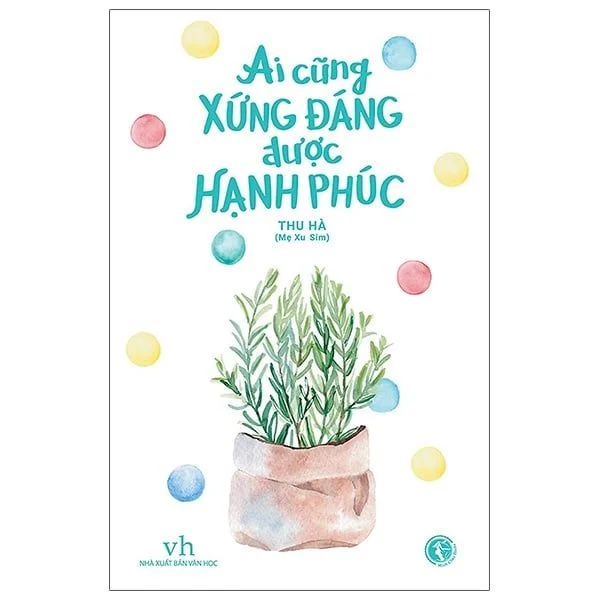 Ai cũng
XỨNG ĐÁNG
được
HẠNH PHÚC
THU HÀ
(Mẹ Xu Sim)
vh
NHÀ XUẤT BẢN VĂN HỌC